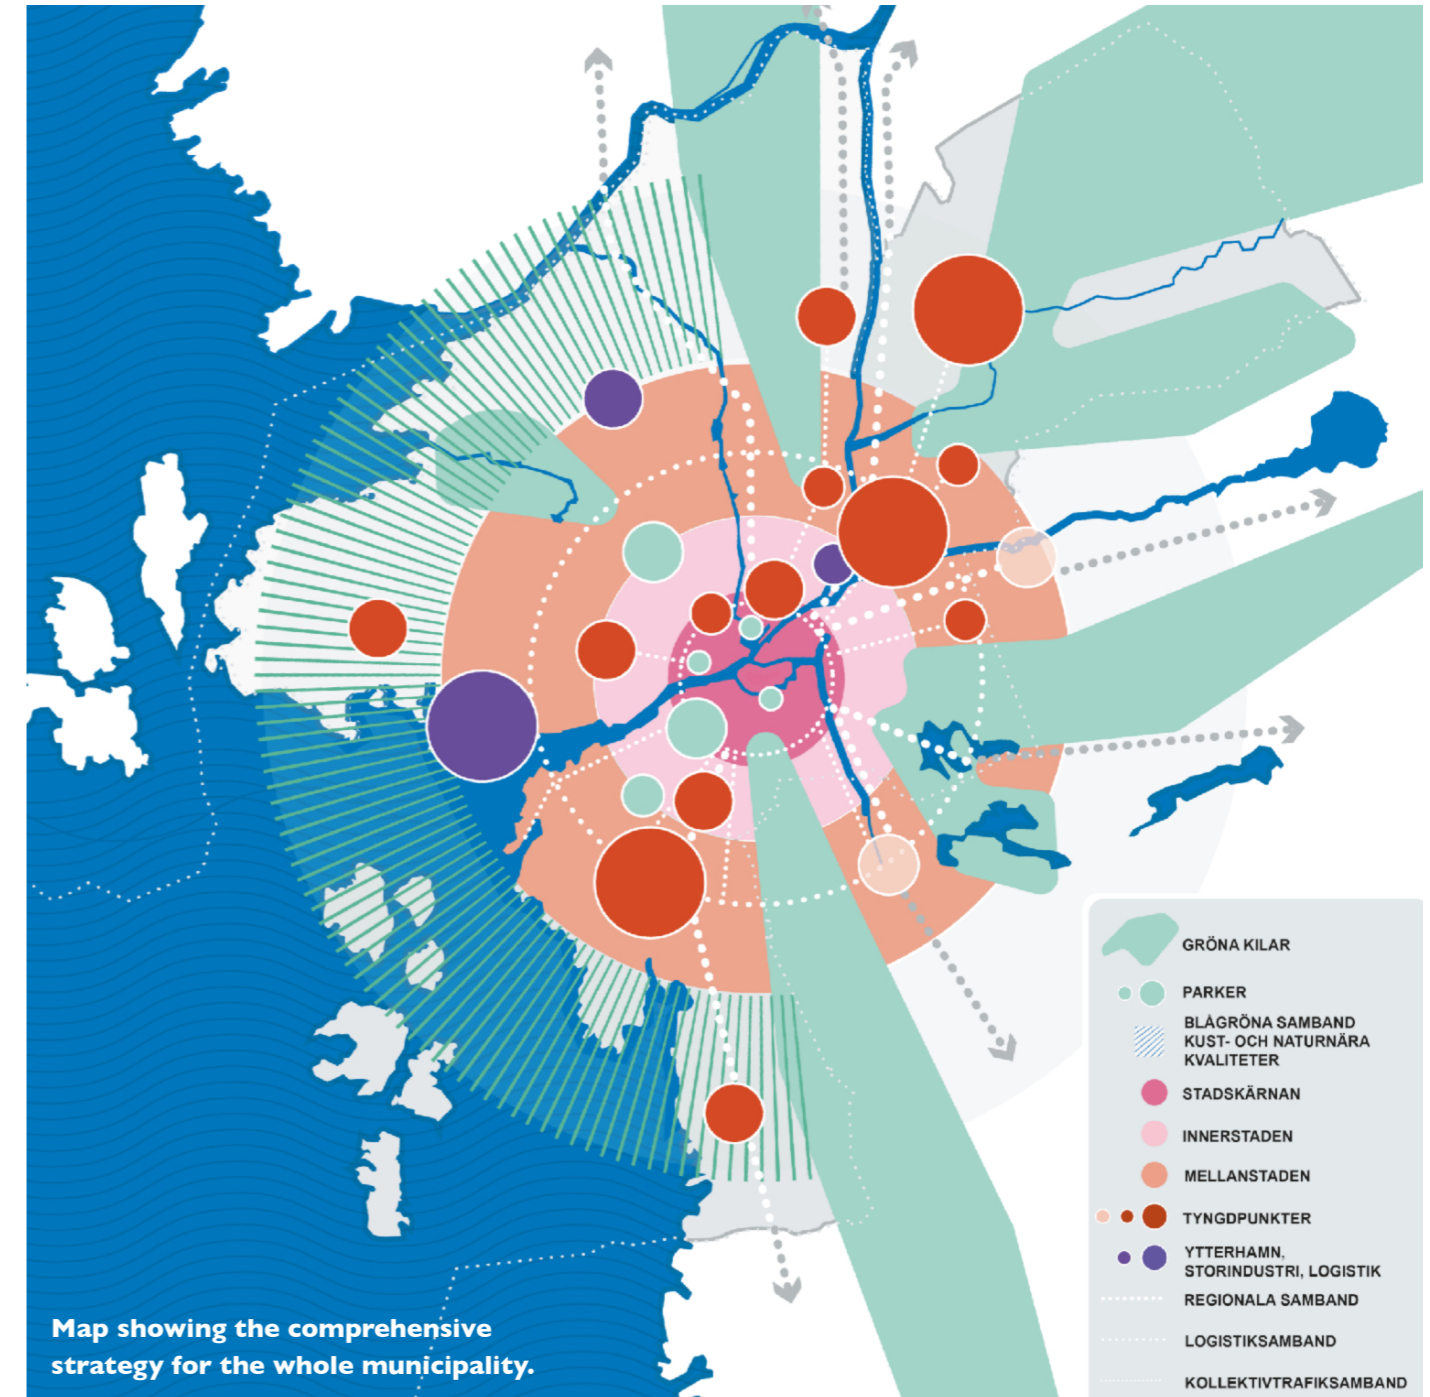 GRÖNA KILAR
PARKER
BLÅGRÖNA SAMBAND
KUST- OCH NATURNÄRA
KVALITETER
STADSKÄRNAN
INNERSTADEN
MELLANSTADEN
TYNGDPUNKTER
YTTERHAMN,
STORINDUSTRI, LOGISTIK
REGIONALA SAMBAND
LOGISTIKSAMBAND
KOLLEKTIVTRAFIKSAMBAND
Map showing the comprehensive
strategy for the whole municipality.